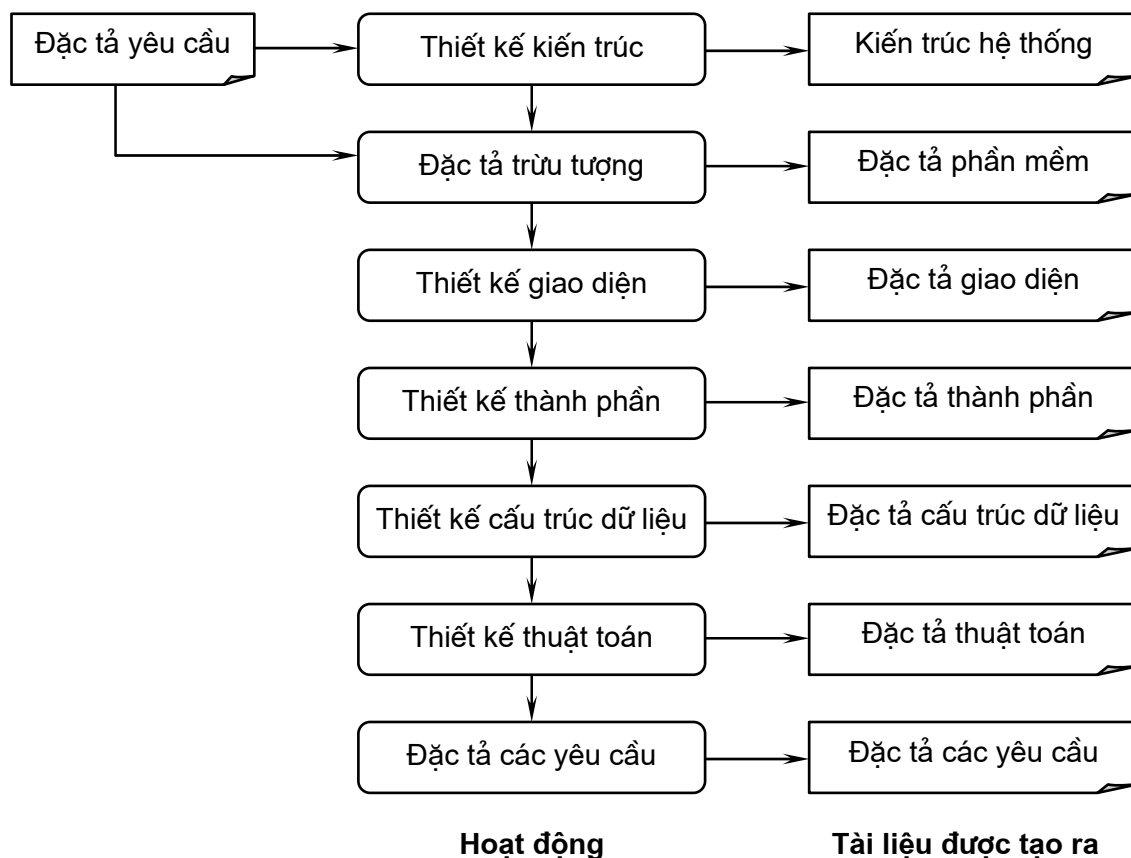 Đặc tả yêu cầu
Thiết kế kiến trúc
Kiến trúc hệ thống
Đặc tả trừu tượng
Đặc tả phần mềm
Thiết kế giao diện
Đặc tả giao diện
Thiết kế thành phần
Đặc tả thành phần
Thiết kế cấu trúc dữ liệu
Đặc tả cấu trúc dữ liệu
Thiết kế thuật toán
Đặc tả thuật toán
Đặc tả các yêu cầu
Đặc tả các yêu cầu
Hoạt động
Tài liệu được tạo ra